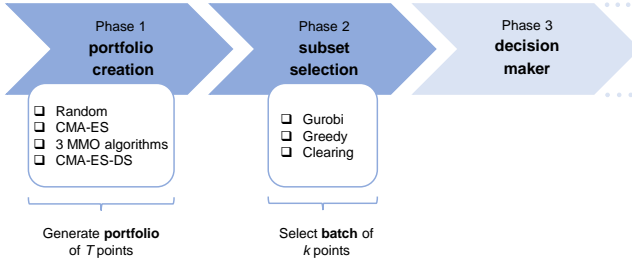 Phase 1
portfolio
creation
Phase 2
subset
selection
Phase 3
decision
maker
Random
CMA-ES
3 MMO algorithms
CMA-ES-DS
Gurobi
Greedy
Clearing
Generate portfolio
of T points
Select batch of
k points